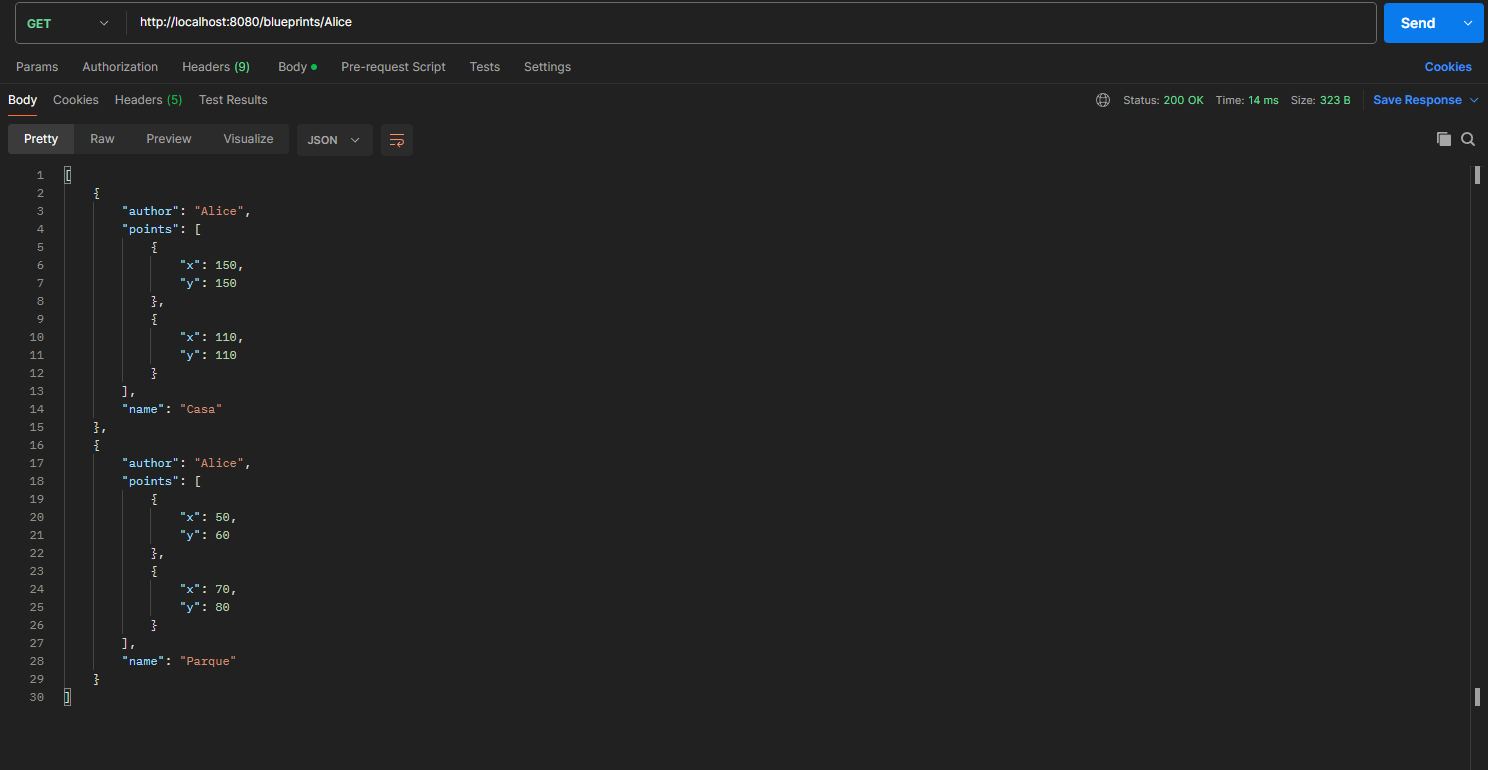 GET http://localhost:8080/blueprints/Alice Send
Params Authorization Headers (9) Body Pre-request Script Tests Settings Cookies
Body Cookies Headers (5) Test Results Status: 200 OK Time: 14 ms Size: 323 B Save Response
Pretty Raw Preview Visualize JSON
1 [
2 {
3 "author": "Alice",
4 "points": [
5 {
6 "x": 150,
7 "y": 150
8 },
9 {
10 "x": 110,
11 "y": 110
12 }
13 ],
14 "name": "Casa"
15 },
16 {
17 "author": "Alice",
18 "points": [
19 {
20 "x": 50,
21 "y": 60
22 },
23 {
24 "x": 70,
25 "y": 80
26 }
27 ],
28 "name": "Parque"
29 }
30 ]